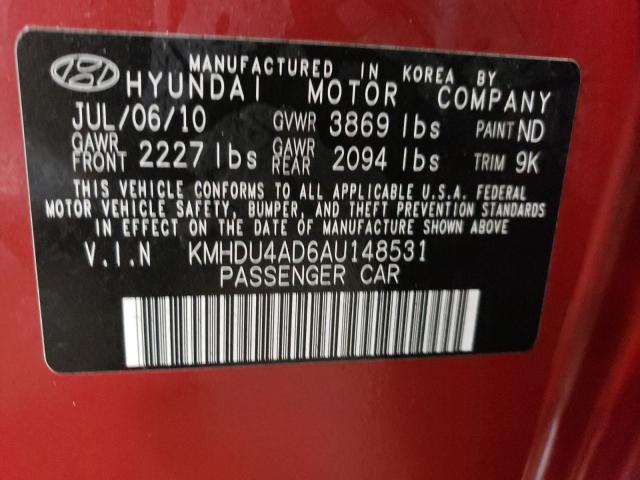 MANUFACTURED IN KOREA BY
HYUNDAI MOTOR COMPANY
JUL/06/10 GVWR 3869 lbs PAINT ND
GAWR FRONT 2227 lbs GAWR REAR 2094 lbs TRIM 9K
THIS VEHICLE CONFORMS TO ALL APPLICABLE U.S.A. FEDERAL
MOTOR VEHICLE SAFETY, BUMPER, AND THEFT PREVENTION STANDARDS
IN EFFECT ON THE DATE OF MANUFACTURE SHOWN ABOVE
V.I.N KMHDU4AD6AU148531
PASSENGER CAR